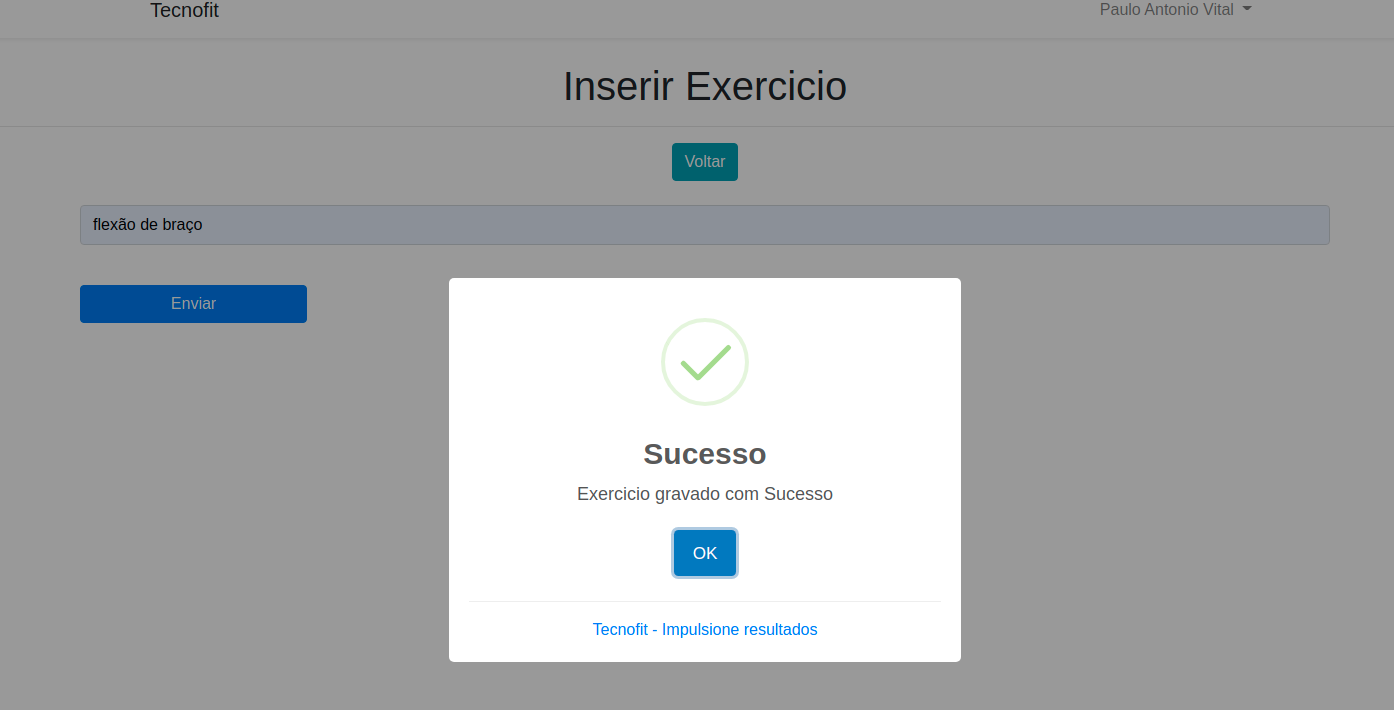 Tecnofit
Paulo Antonio Vital
Inserir Exercicio
Voltar
flexão de braço
Enviar
Sucesso
Exercicio gravado com Sucesso
OK
Tecnofit - Impulsione resultados